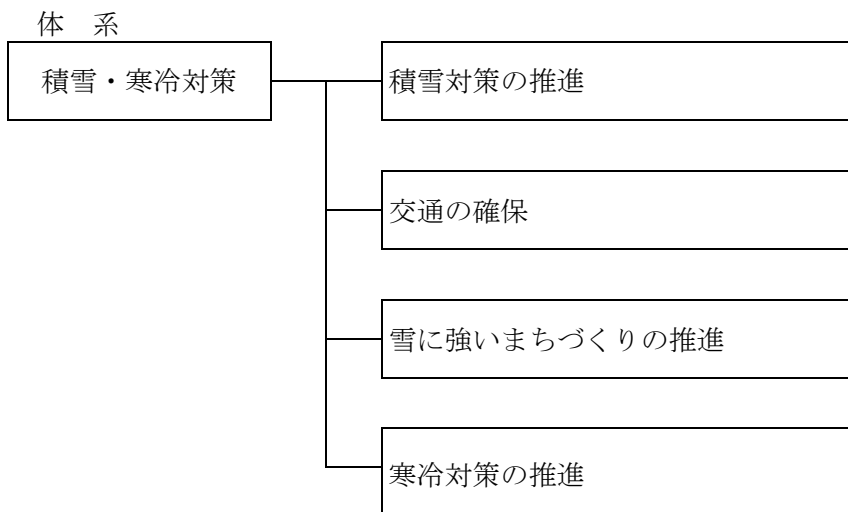 体　系
積雪・寒冷対策
積雪対策の推進
交通の確保
雪に強いまちづくりの推進
寒冷対策の推進